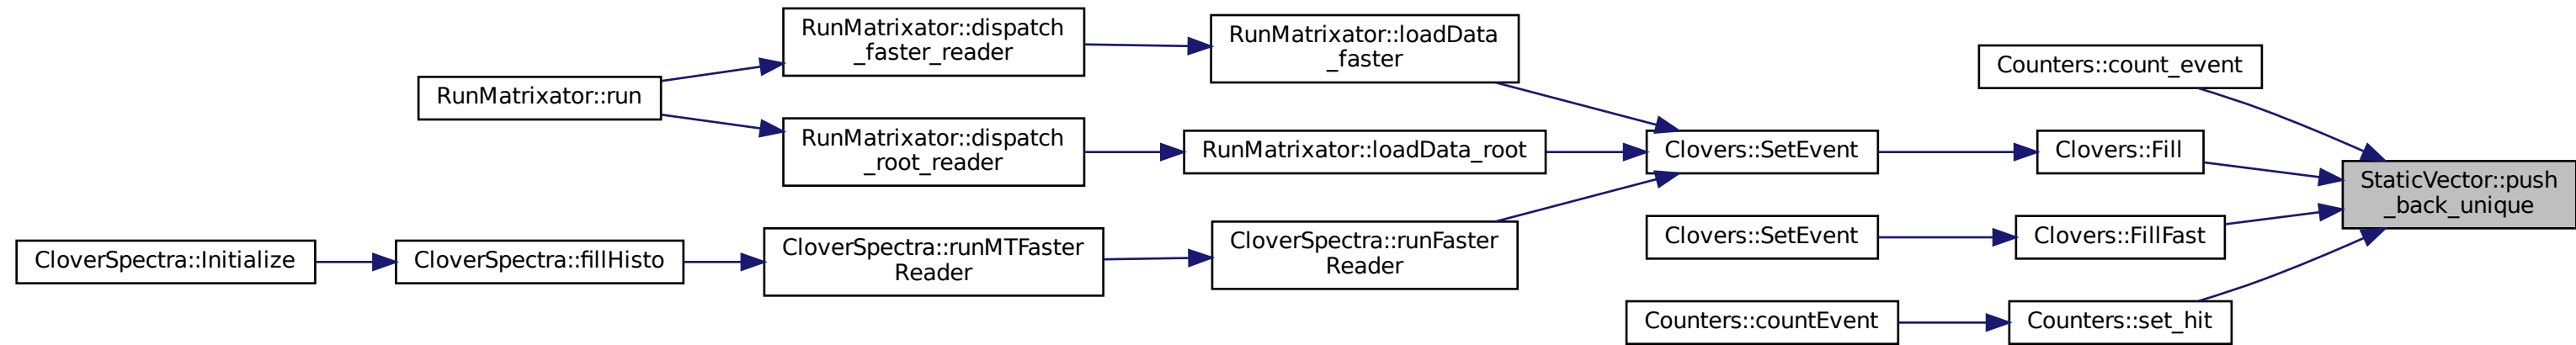 RunMatrixator::run
RunMatrixator::dispatch
_faster_reader
RunMatrixator::dispatch
_root_reader
RunMatrixator::loadData
_faster
RunMatrixator::loadData_root
CloverSpectra::Initialize
CloverSpectra::fillHisto
CloverSpectra::runMTFaster
Reader
CloverSpectra::runFaster
Reader
Clovers::SetEvent
Clovers::SetEvent
Counters::countEvent
Counters::count_event
Clovers::Fill
Clovers::FillFast
Counters::set_hit
StaticVector::push
_back_unique